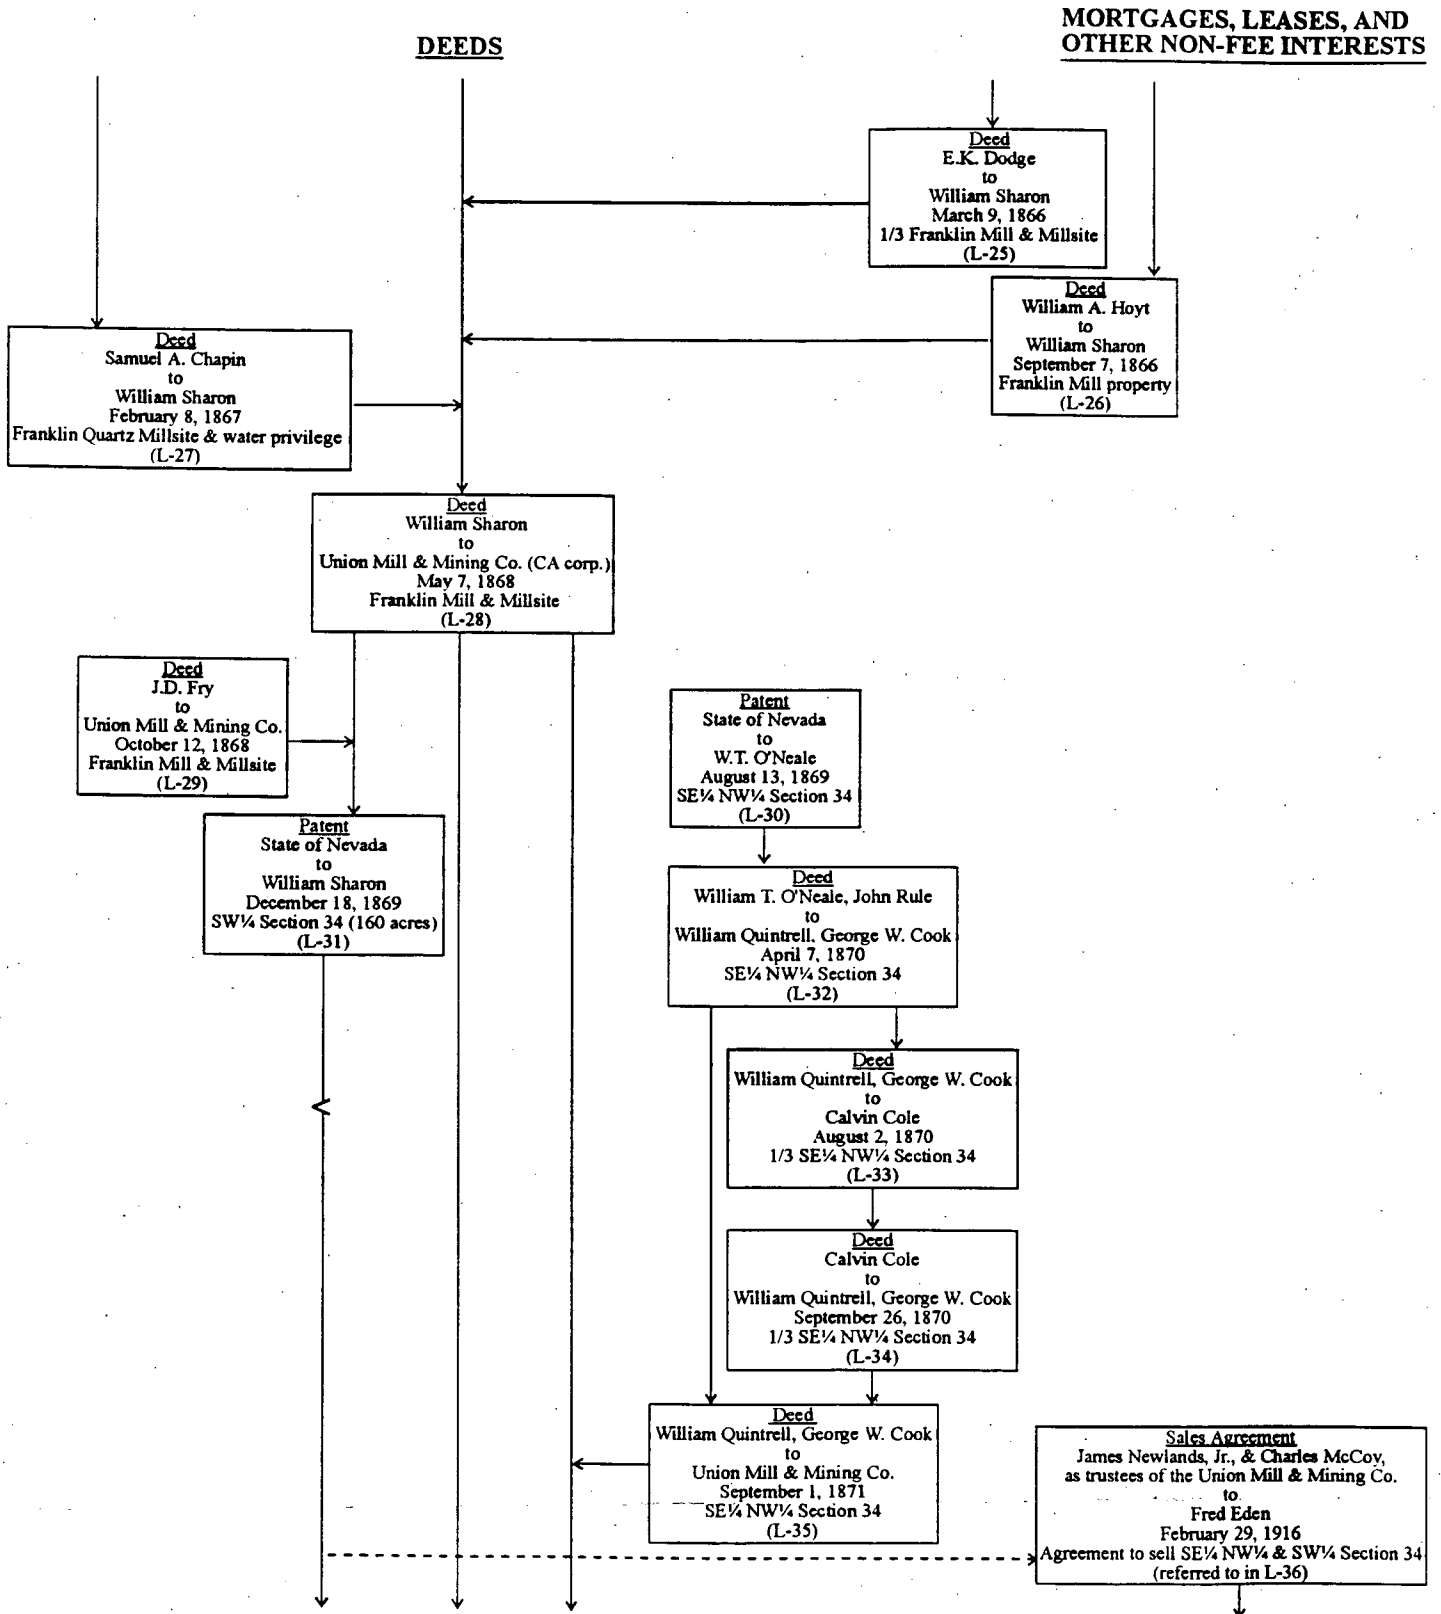 DEEDS
MORTGAGES, LEASES, AND
OTHER NON-FEE INTERESTS
Deed
E.K. Dodge
to
William Sharon
March 9, 1866
1/3 Franklin Mill & Millsite
(L-25)
Deed
William A. Hoyt
to
William Sharon
September 7, 1866
Franklin Mill property
(L-26)
Deed
Samuel A. Chapin
to
William Sharon
February 8, 1867
Franklin Quartz Millsite & water privilege
(L-27)
Deed
William Sharon
to
Union Mill & Mining Co. (CA corp.)
May 7, 1868
Franklin Mill & Millsite
(L-28)
Deed
J.D. Fry
to
Union Mill & Mining Co.
October 12, 1868
Franklin Mill & Millsite
(L-29)
Patent
State of Nevada
to
W.T. O'Neale
August 13, 1869
SE¼ NW¼ Section 34
(L-30)
Patent
State of Nevada
to
William Sharon
December 18, 1869
SW¼ Section 34 (160 acres)
(L-31)
Deed
William T. O'Neale, John Rule
to
William Quintrell, George W. Cook
April 7, 1870
SE¼ NW¼ Section 34
(L-32)
Deed
William Quintrell, George W. Cook
to
Calvin Cole
August 2, 1870
1/3 SE¼ NW¼ Section 34
(L-33)
Deed
Calvin Cole
to
William Quintrell, George W. Cook
September 26, 1870
1/3 SE¼ NW¼ Section 34
(L-34)
Deed
William Quintrell, George W. Cook
to
Union Mill & Mining Co.
September 1, 1871
SE¼ NW¼ Section 34
(L-35)
Sales Agreement
James Newlands, Jr., & Charles McCoy,
as trustees of the Union Mill & Mining Co.
to
Fred Eden
February 29, 1916
Agreement to sell SE¼ NW¼ & SW¼ Section 34
(referred to in L-36)